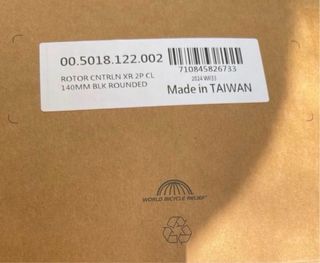 00.5018.122.002
710845826733
ROTOR CNTRLN XR 2P CL
2024 WK33
140MM BLK ROUNDED
Made in TAIWAN
WORLD BICYCLE RELIEF